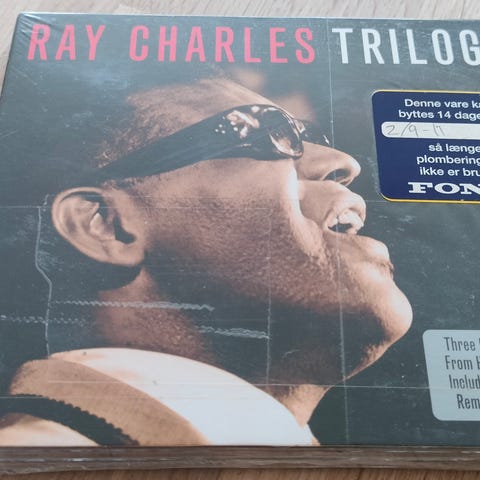 RAY CHARLES TRILOG
Denne vare k
byttes 14 dage
2/9-11
så længe
plombering
ikke er bru
FON
Three
From H
Includ
Rem